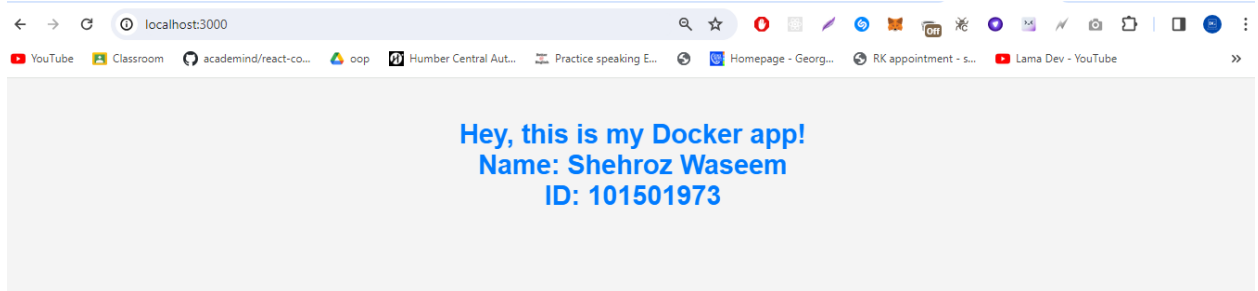 localhost:3000
Off
YouTube Classroom academind/react-co... oop Humber Central Aut... Practice speaking E... Homepage - Georg... RK appointment - s... Lama Dev - YouTube »
Hey, this is my Docker app!
Name: Shehroz Waseem
ID: 101501973